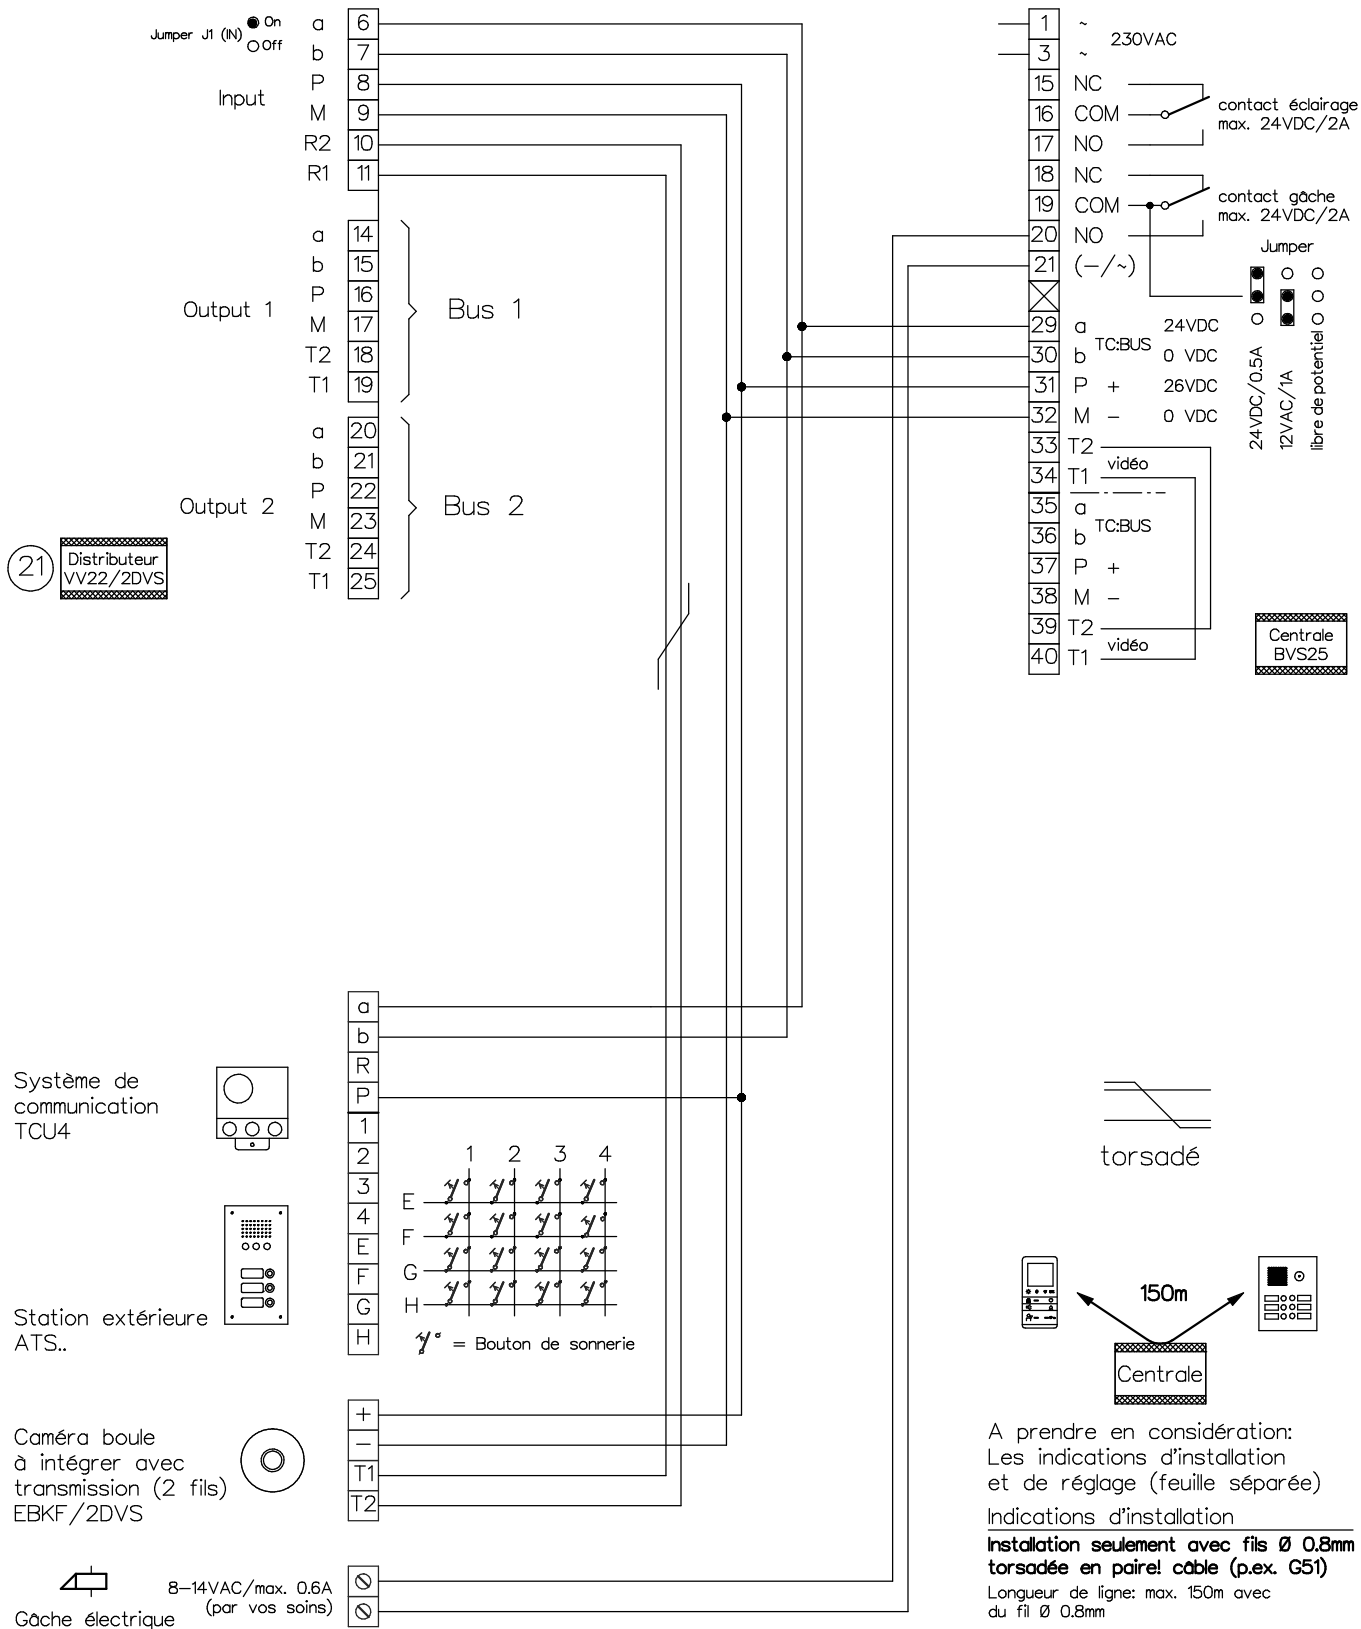 Jumper J1 (IN)
On
Off
Input
a 6
b 7
P 8
M 9
R2 10
R1 11
Output 1
a 14
b 15
P 16
M 17
T2 18
T1 19
Bus 1
Output 2
a 20
b 21
P 22
M 23
T2 24
T1 25
Bus 2
21
Distributeur
VV22/2DVS
1 ~
3 ~
230VAC
15 NC
16 COM
17 NO
contact éclairage
max. 24VDC/2A
18 NC
19 COM
20 NO
contact gâche
max. 24VDC/2A
21 (-/~)
Jumper
24VDC/0.5A
12VAC/1A
libre de potentiel
29 a 24VDC
TC:BUS
30 b 0 VDC
31 P + 26VDC
32 M - 0 VDC
33 T2
vidéo
34 T1
35 a
TC:BUS
36 b
37 P +
38 M -
39 T2
vidéo
40 T1
Centrale
BVS25
Système de
communication
TCU4
a
b
R
P
1
2
3
4
E
F
G
H
1 2 3 4
E
F
G
H
= Bouton de sonnerie
Station extérieure
ATS..
Caméra boule
à intégrer avec
transmission (2 fils)
EBKF/2DVS
+
-
T1
T2
Gâche électrique
8-14VAC/max. 0.6A
(par vos soins)
torsadé
150m
Centrale
A prendre en considération:
Les indications d'installation
et de réglage (feuille séparée)
Indications d'installation
Installation seulement avec fils Ø 0.8mm
torsadée en paire! câble (p.ex. G51)
Longueur de ligne: max. 150m avec
du fil Ø 0.8mm